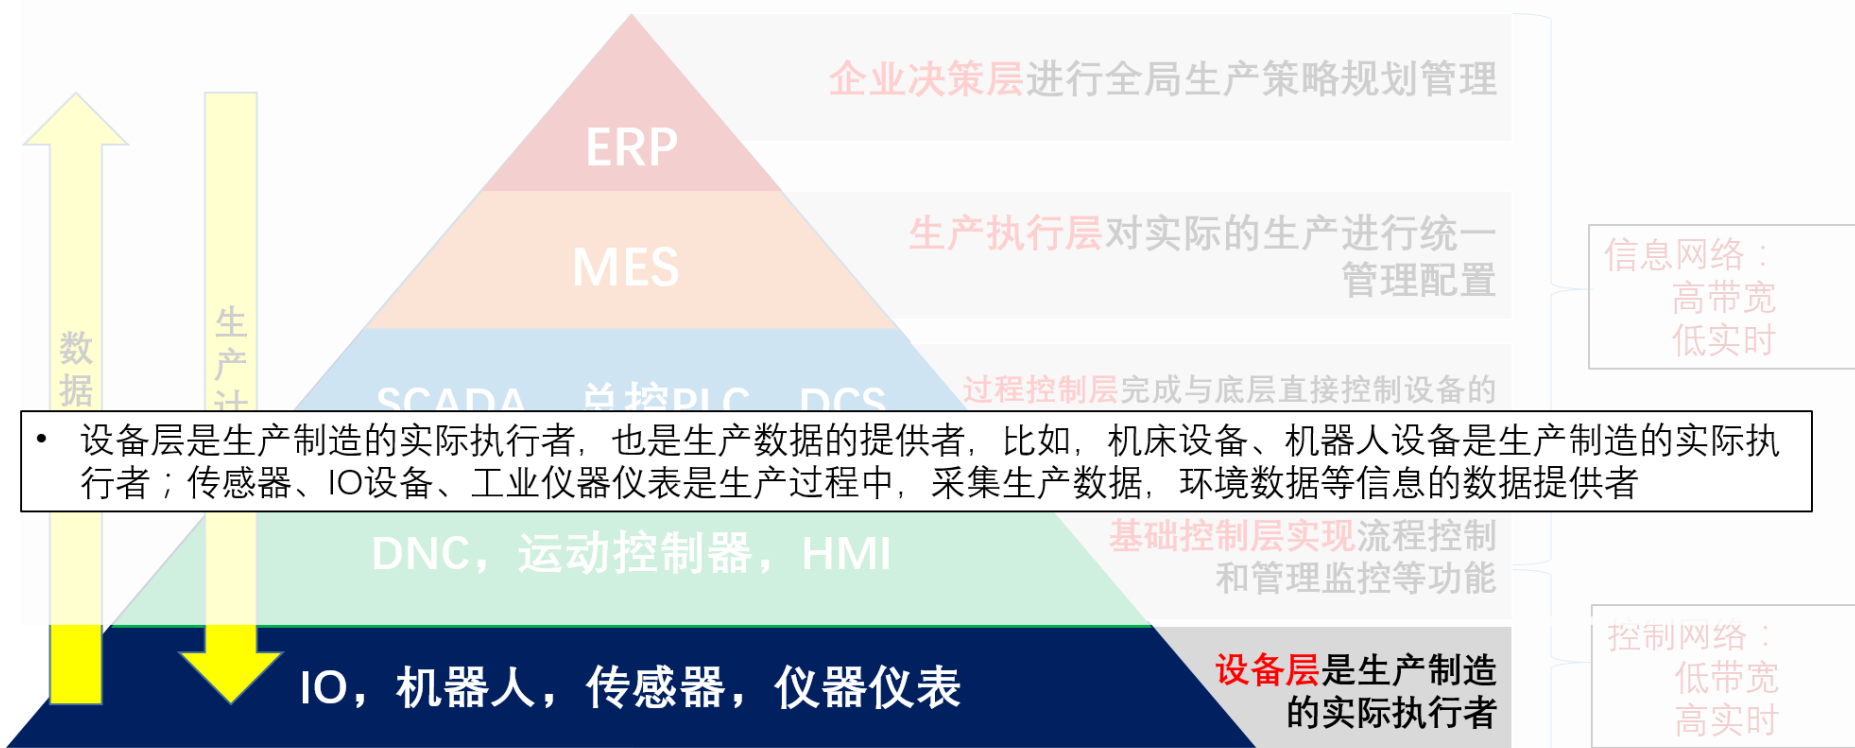 企业决策层进行全局生产策略规划管理
ERP
生产执行层对实际的生产进行统一
管理配置
MES
信息网络：
高带宽
低实时
数据
生产计
SCADA 总控PLC DCS
过程控制层完成与底层直接控制设备的
• 设备层是生产制造的实际执行者，也是生产数据的提供者，比如，机床设备、机器人设备是生产制造的实际执
行者；传感器、IO设备、工业仪器仪表是生产过程中，采集生产数据，环境数据等信息的数据提供者
DNC，运动控制器，HMI
基础控制层实现流程控制
和管理监控等功能
控制网络：
低带宽
高实时
IO，机器人，传感器，仪器仪表
设备层是生产制造
的实际执行者